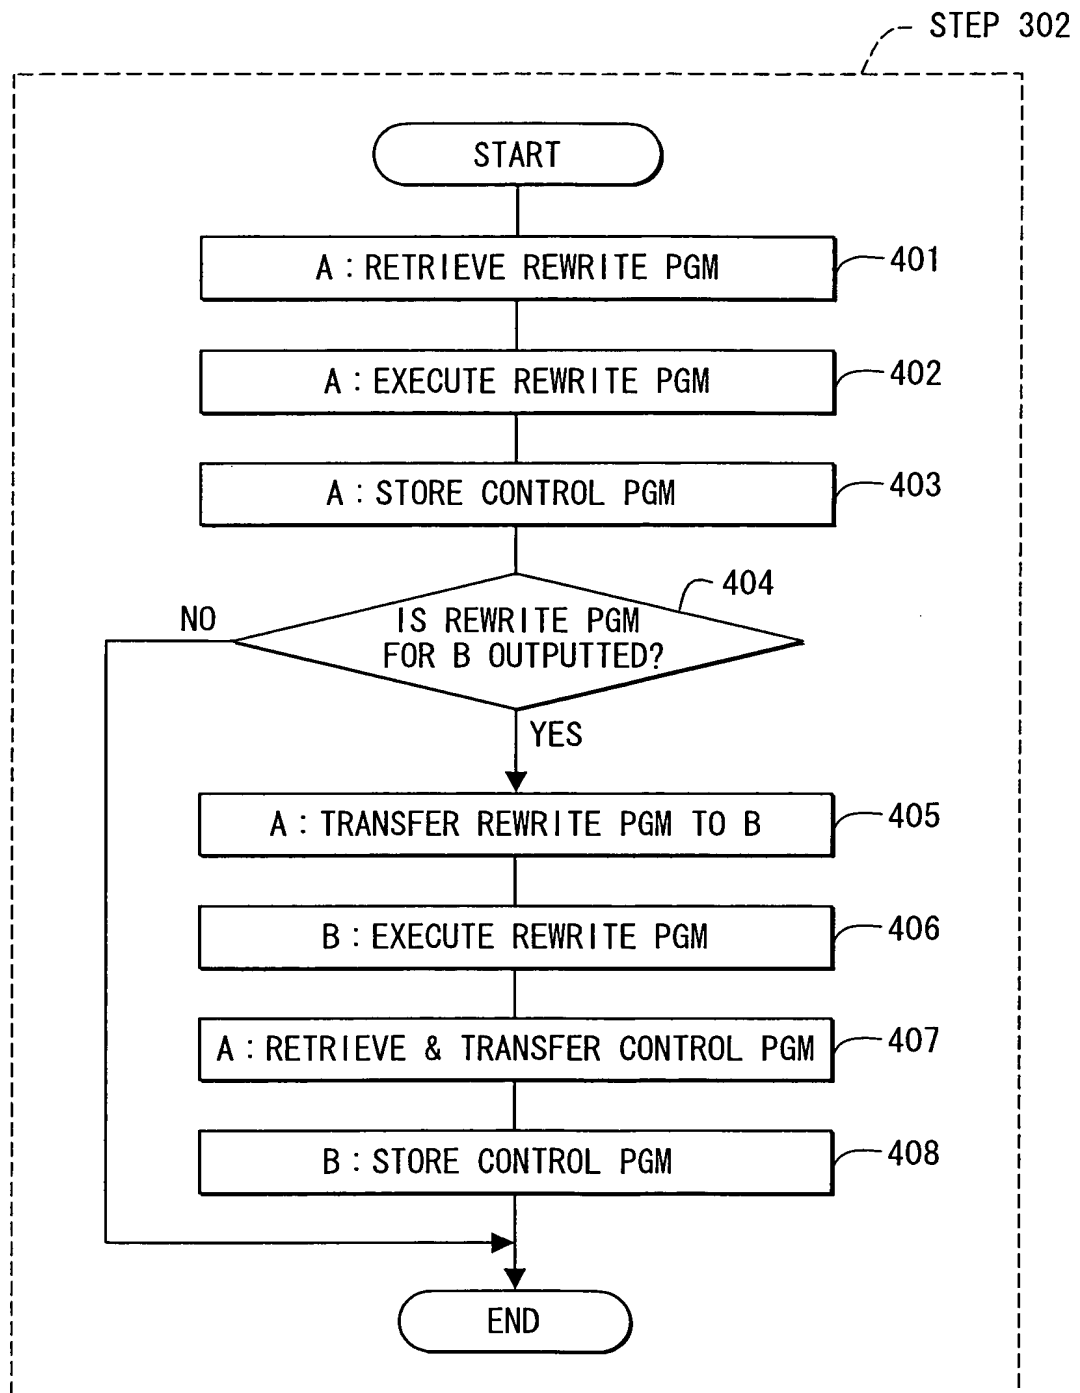 STEP 302
START
A : RETRIEVE REWRITE PGM
401
A : EXECUTE REWRITE PGM
402
A : STORE CONTROL PGM
403
404
IS REWRITE PGM
FOR B OUTPUTTED?
NO
YES
A : TRANSFER REWRITE PGM TO B
405
B : EXECUTE REWRITE PGM
406
A : RETRIEVE & TRANSFER CONTROL PGM
407
B : STORE CONTROL PGM
408
END